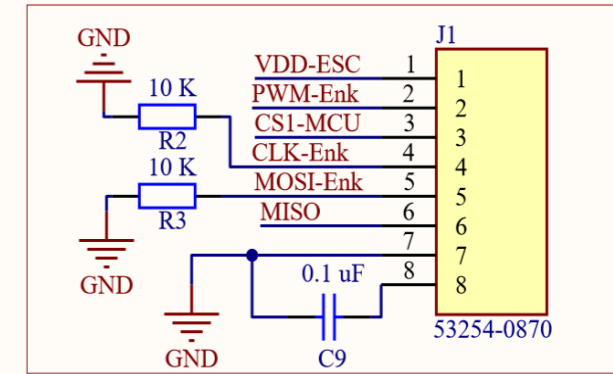 GND
J1
VDD-ESC 1 1
10 K
PWM-Enk 2 2
R2
CS1-MCU 3 3
10 K
CLK-Enk 4 4
MOSI-Enk 5 5
R3
MISO 6 6
7 7
GND
0.1 uF
8 8
53254-0870
GND
C9